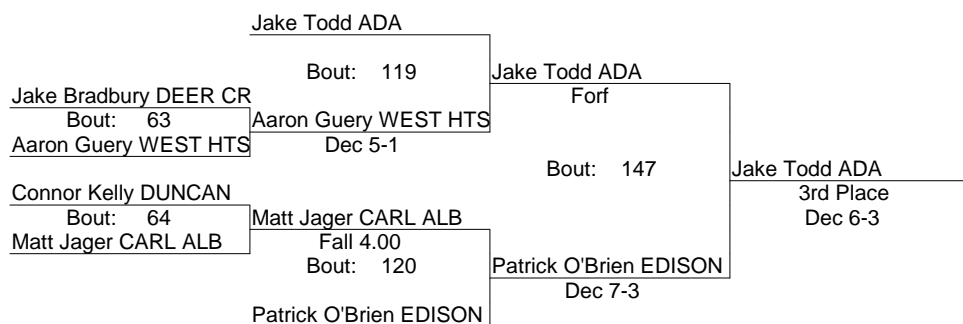 Jake Todd ADA
Bout: 119
Jake Todd ADA
Forf
Jake Bradbury DEER CR
Bout: 63
Aaron Guery WEST HTS
Aaron Guery WEST HTS
Dec 5-1
Bout: 147
Jake Todd ADA
3rd Place
Dec 6-3
Connor Kelly DUNCAN
Bout: 64
Matt Jager CARL ALB
Matt Jager CARL ALB
Fall 4.00
Bout: 120
Patrick O'Brien EDISON
Dec 7-3
Patrick O'Brien EDISON